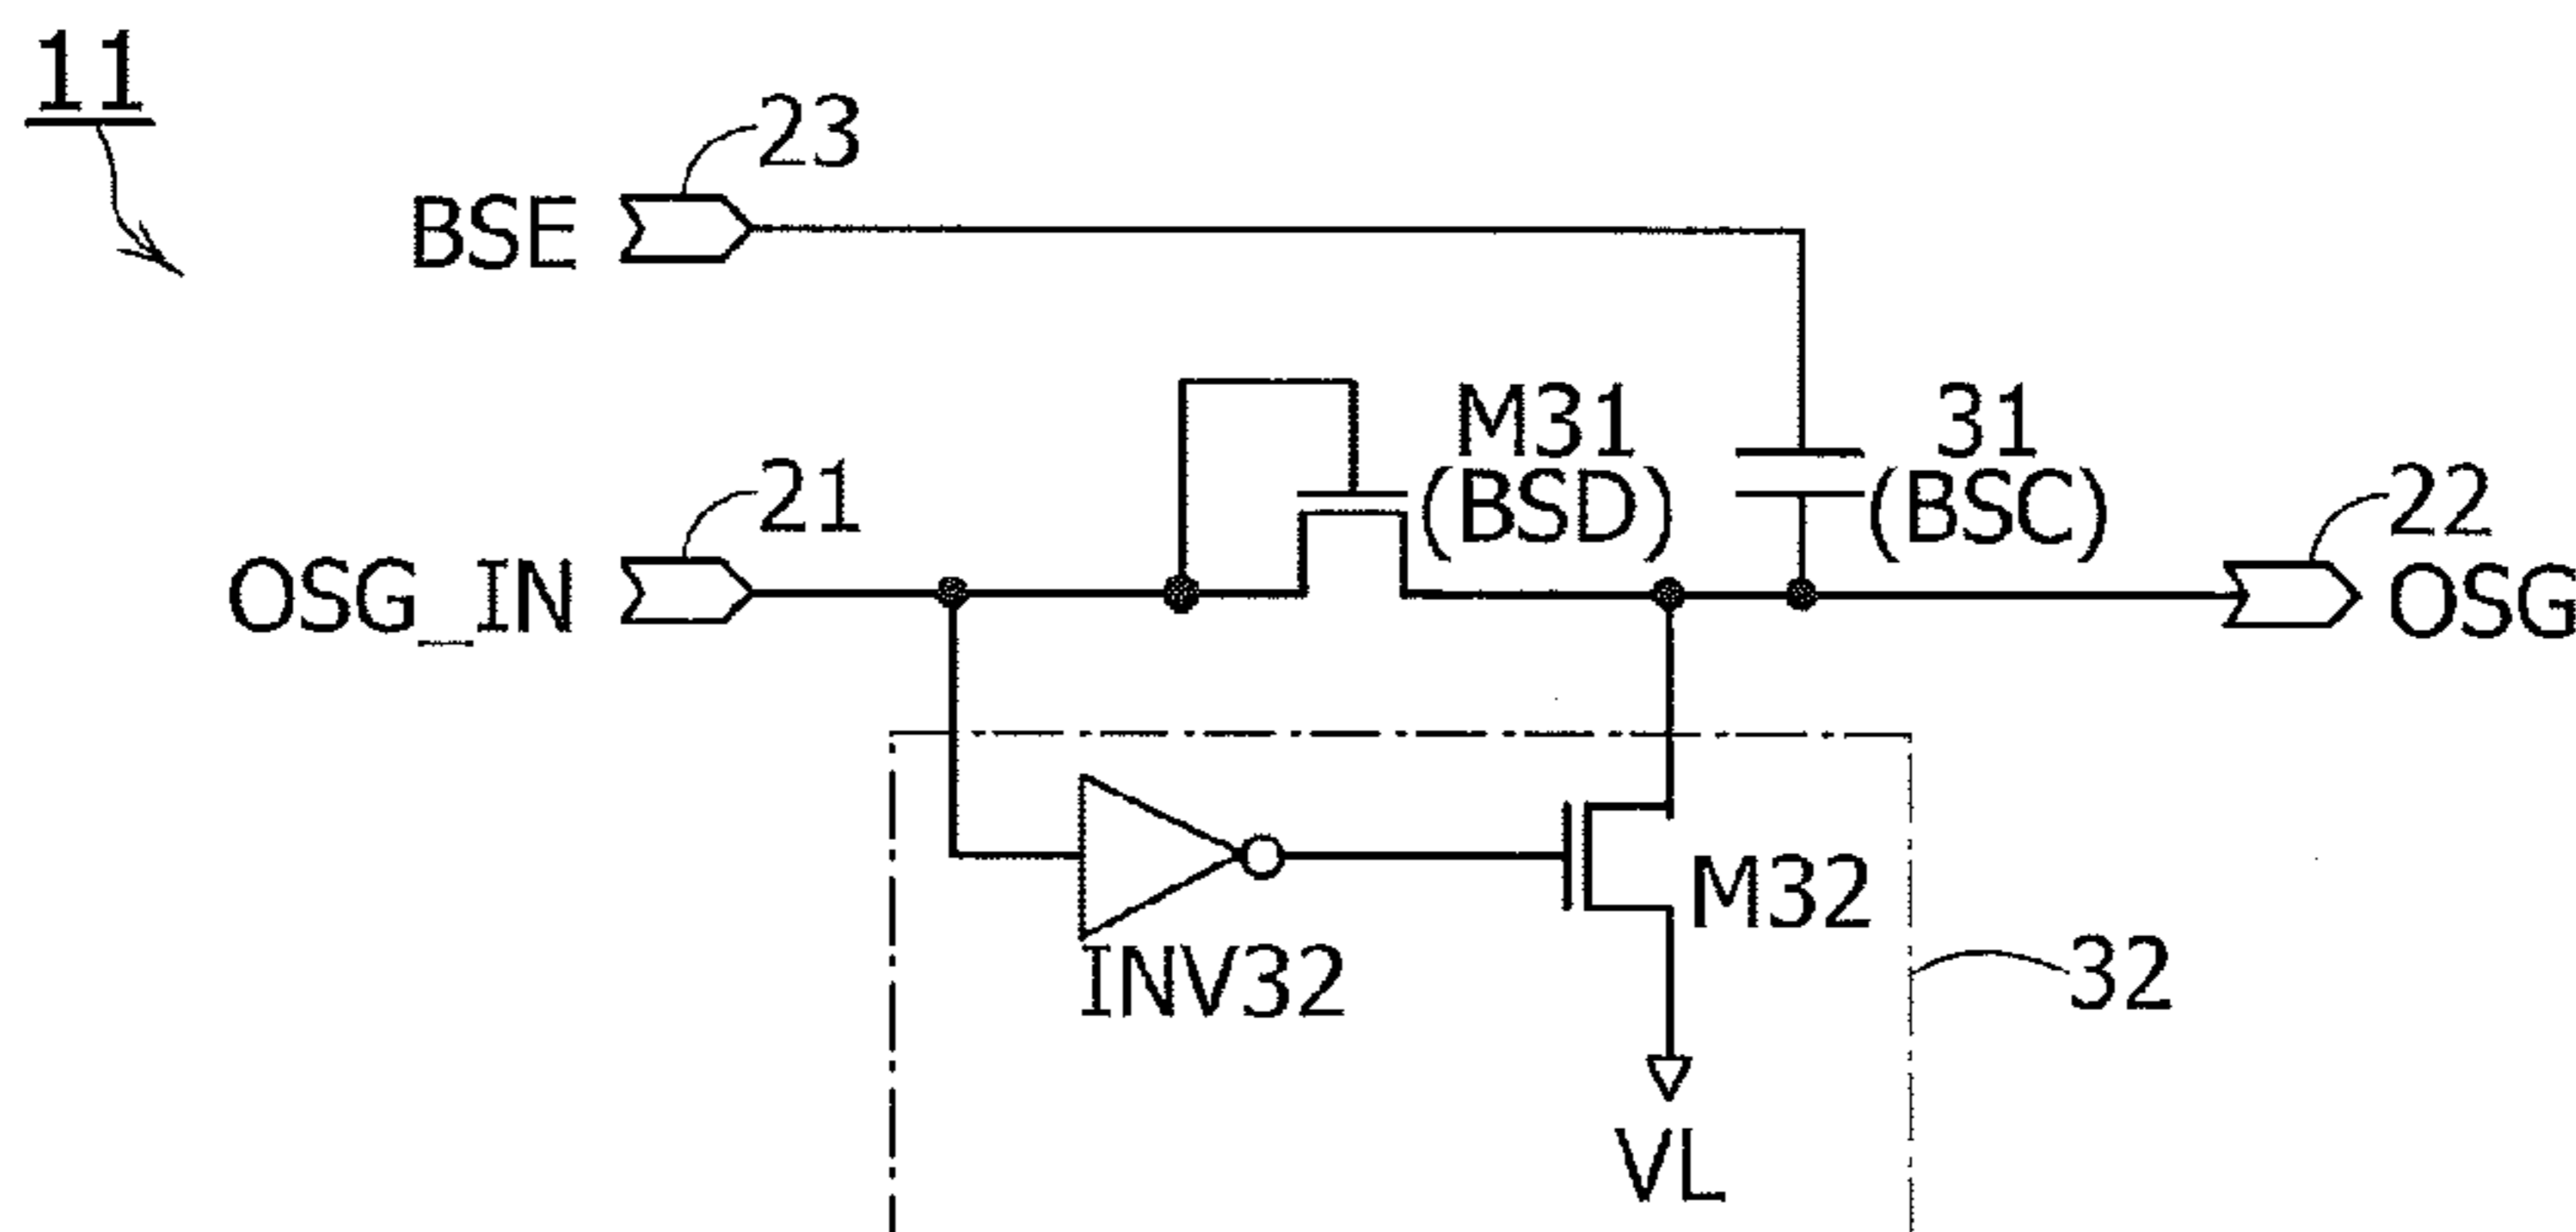 11
23
BSE
M31
(BSD)
31
(BSC)
21
OSG_IN
22
OSG
INV32
M32
32
VL